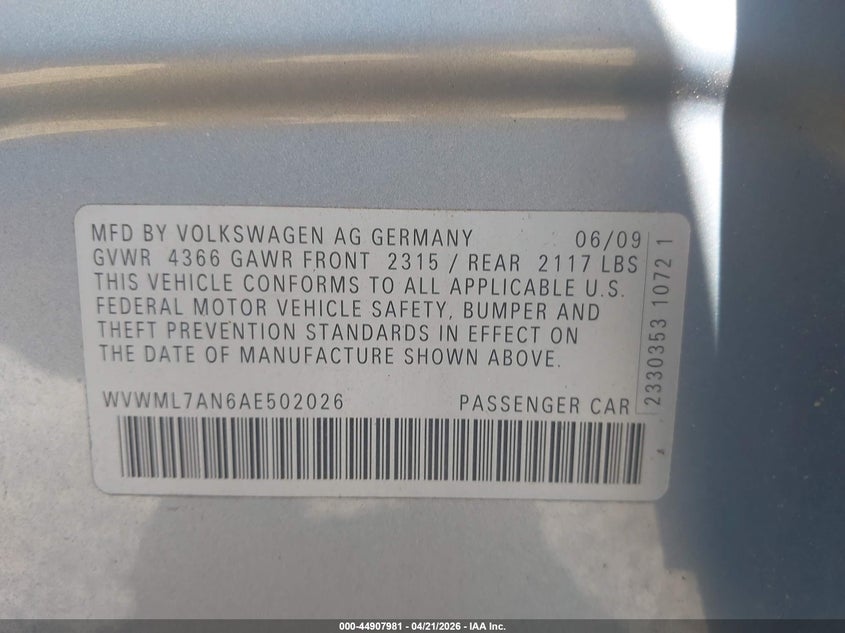 MFD BY VOLKSWAGEN AG GERMANY 06/09
GVWR 4366 GAWR FRONT 2315 / REAR 2117 LBS
THIS VEHICLE CONFORMS TO ALL APPLICABLE U.S.
FEDERAL MOTOR VEHICLE SAFETY, BUMPER AND
THEFT PREVENTION STANDARDS IN EFFECT ON
THE DATE OF MANUFACTURE SHOWN ABOVE.
WVWML7AN6AE502026 PASSENGER CAR
2330353 10721
000-44907981 | 04/21/2026 – IAA Inc.